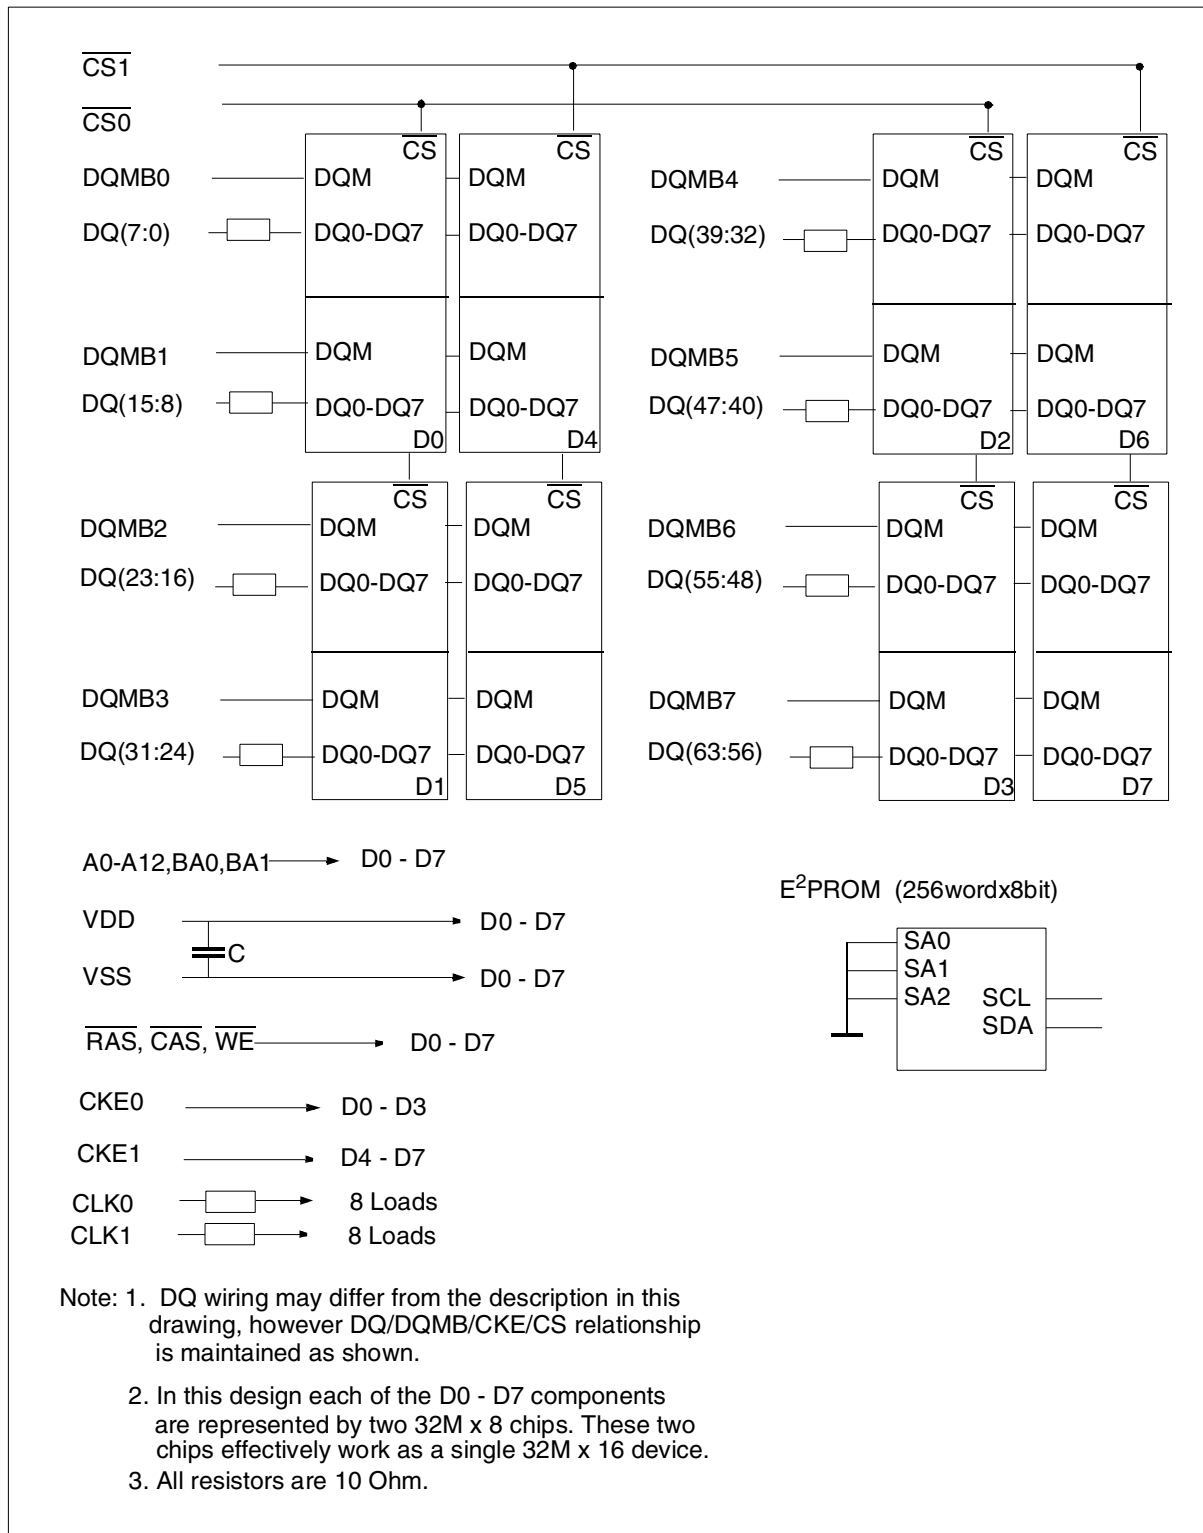 CS1
CS0
CS CS CS CS
DQMB0 DQM DQM DQMB4 DQM DQM
DQ(7:0) DQ0-DQ7 DQ0-DQ7 DQ(39:32) DQ0-DQ7 DQ0-DQ7
DQMB1 DQM DQM DQMB5 DQM DQM
DQ(15:8) DQ0-DQ7 DQ0-DQ7 DQ(47:40) DQ0-DQ7 DQ0-DQ7
D0 D4 D2 D6
CS CS CS CS
DQMB2 DQM DQM DQMB6 DQM DQM
DQ(23:16) DQ0-DQ7 DQ0-DQ7 DQ(55:48) DQ0-DQ7 DQ0-DQ7
DQMB3 DQM DQM DQMB7 DQM DQM
DQ(31:24) DQ0-DQ7 DQ0-DQ7 DQ(63:56) DQ0-DQ7 DQ0-DQ7
D1 D5 D3 D7
A0-A12,BA0,BA1 D0 - D7
VDD D0 - D7
C
VSS D0 - D7
RAS, CAS, WE D0 - D7
CKE0 D0 - D3
CKE1 D4 - D7
CLK0 8 Loads
CLK1 8 Loads
E²PROM (256wordx8bit)
SA0
SA1
SA2 SCL
SDA
Note: 1. DQ wiring may differ from the description in this
drawing, however DQ/DQMB/CKE/CS relationship
is maintained as shown.
2. In this design each of the D0 - D7 components
are represented by two 32M x 8 chips. These two
chips effectively work as a single 32M x 16 device.
3. All resistors are 10 Ohm.